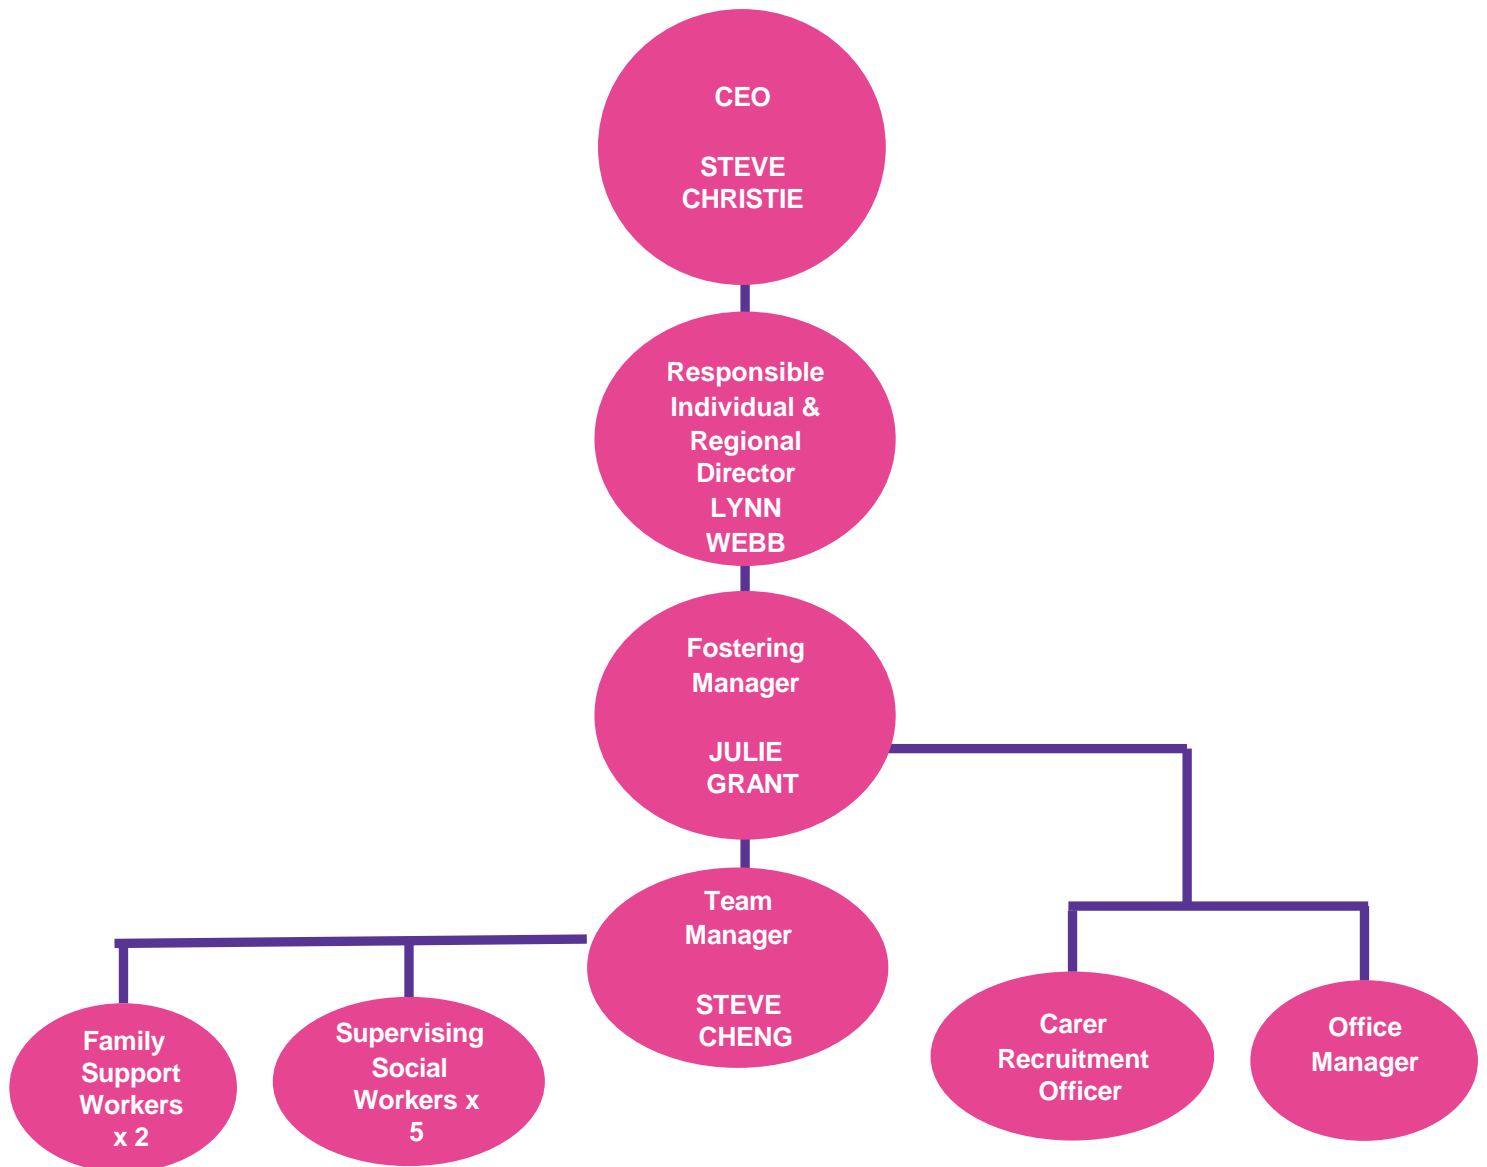 CEO
STEVE
CHRISTIE
Responsible
Individual &
Regional
Director
LYNN
WEBB
Fostering
Manager
JULIE
GRANT
Team
Manager
STEVE
CHENG
Family
Support
Workers
x 2
Supervising
Social
Workers x
5
Carer
Recruitment
Officer
Office
Manager